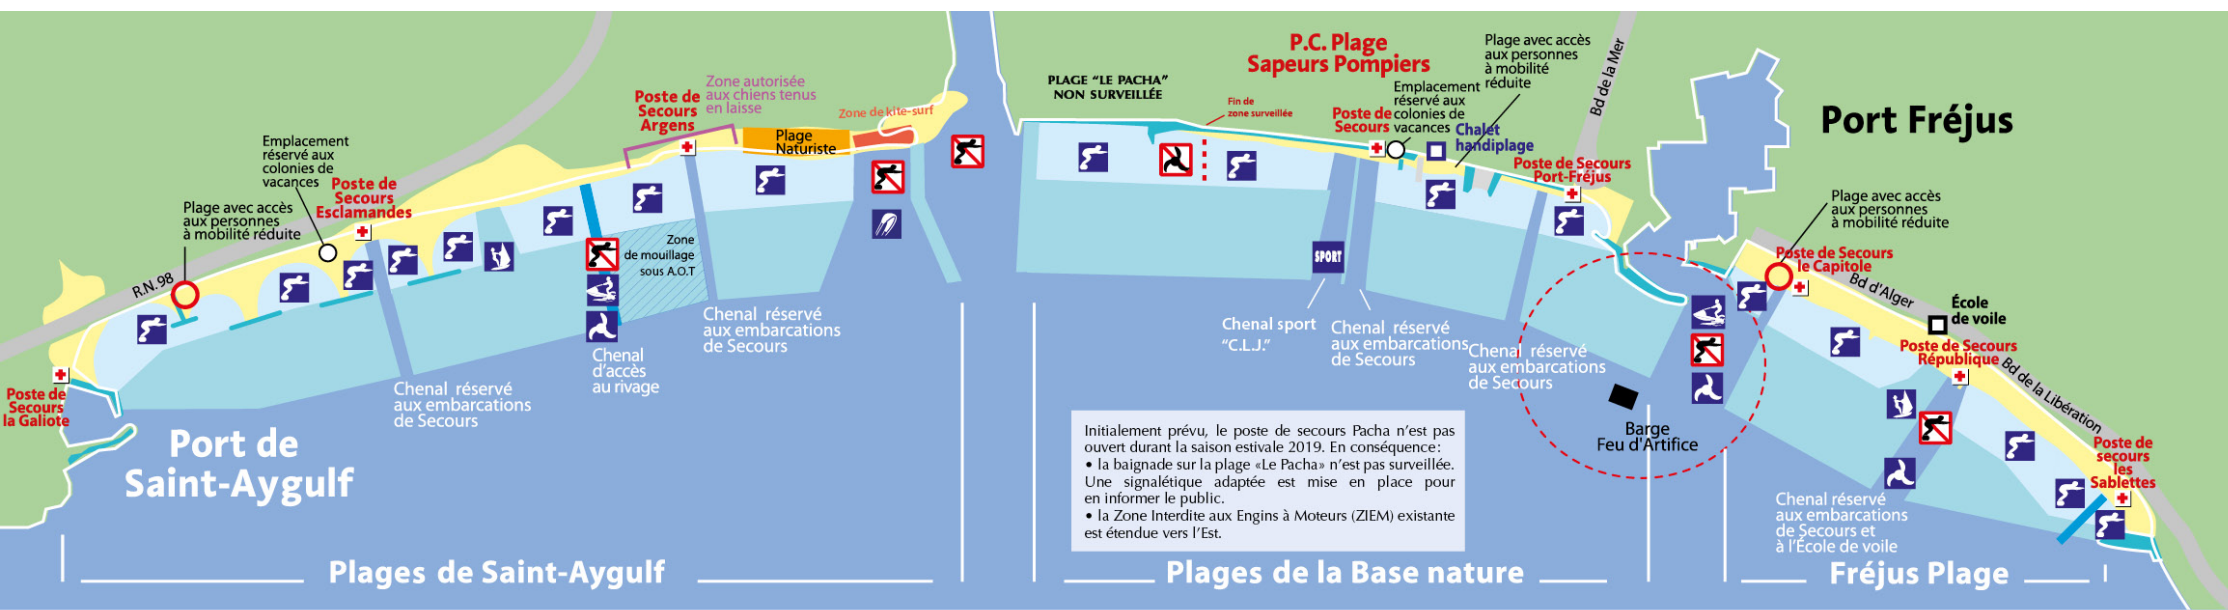 R.N. 98
Plage avec accès
aux personnes
à mobilité réduite
Emplacement
réservé aux
colonies de
vacances
Poste de
Secours
Esclamandes
Poste de
Secours
la Galiote
Port de
Saint-Aygulf
Chenal réservé
aux embarcations
de Secours
Poste de
Secours
Argens
Zone autorisée
aux chiens tenus
en laisse
Plage
Naturiste
Zone de kite-surf
Zone
de mouillage
sous A.O.T
Chenal
d'accès
au rivage
Chenal réservé
aux embarcations
de Secours
Plages de Saint-Aygulf
PLAGE "LE PACHA"
NON SURVEILLÉE
Fin de
zone surveillée
P.C. Plage
Sapeurs Pompiers
Poste de
Secours
Emplacement
réservé aux
colonies de
vacances
Plage avec accès
aux personnes
à mobilité
réduite
Chalet
handiplage
Bd de la Mer
Poste de Secours
Port-Fréjus
SPORT
Chenal sport
"C.L.J."
Chenal réservé
aux embarcations
de Secours
Chenal réservé
aux embarcations
de Secours
Barge
Feu d'Artifice
Initialement prévu, le poste de secours Pacha n'est pas
ouvert durant la saison estivale 2019. En conséquence:
• la baignade sur la plage «Le Pacha» n'est pas surveillée.
Une signalétique adaptée est mise en place pour
en informer le public.
• la Zone Interdite aux Engins à Moteurs (ZIEM) existante
est étendue vers l'Est.
Plages de la Base nature
Port Fréjus
Plage avec accès
aux personnes
à mobilité réduite
Poste de Secours
le Capitole
Bd d'Alger
École
de voile
Poste de Secours
République
Bd de la Libération
Poste de
secours
les
Sablettes
Chenal réservé
aux embarcations
de Secours et
à l'École de voile
Fréjus Plage